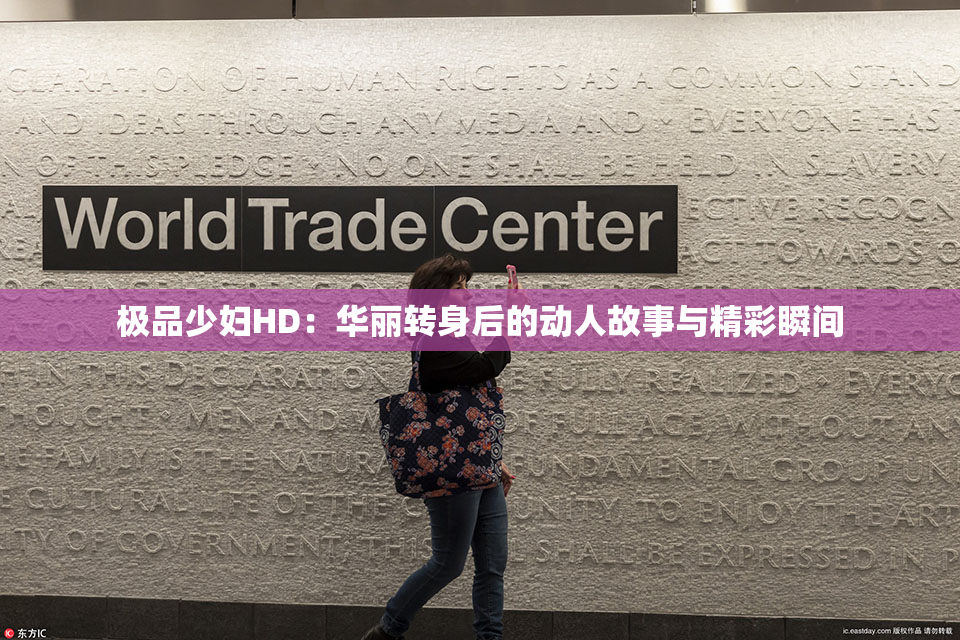 CLARATION OF HUMAN RIGHTS AS A COMMON STAND
AND IDEAS THROUGH ANY MEDIA AND • EVERYONE HAS
OF THIS PLEDGE • NO ONE SHALL BE HELD IN SLAVERY
World Trade Center
ECTIVE RECOGN
ACT TOWARDS O
极品少妇HD：华丽转身后的动人故事与精彩瞬间
IN THIS DECLARATION FULLY REALIZED • EVERYO
THOUGHT MEN AND OF FULL AGE, WITHO
E FAMILY IS THE NATURA FUNDAMENTAL GROUP
E CULTURAL LIFE OF THE COMMUNITY, TO ENJOY THE ART
TY OF GOVERNMENT; THIS SHALL BE EXPRESSED IN P
东方IC
ic.eastday.com 版权作品 请勿转载